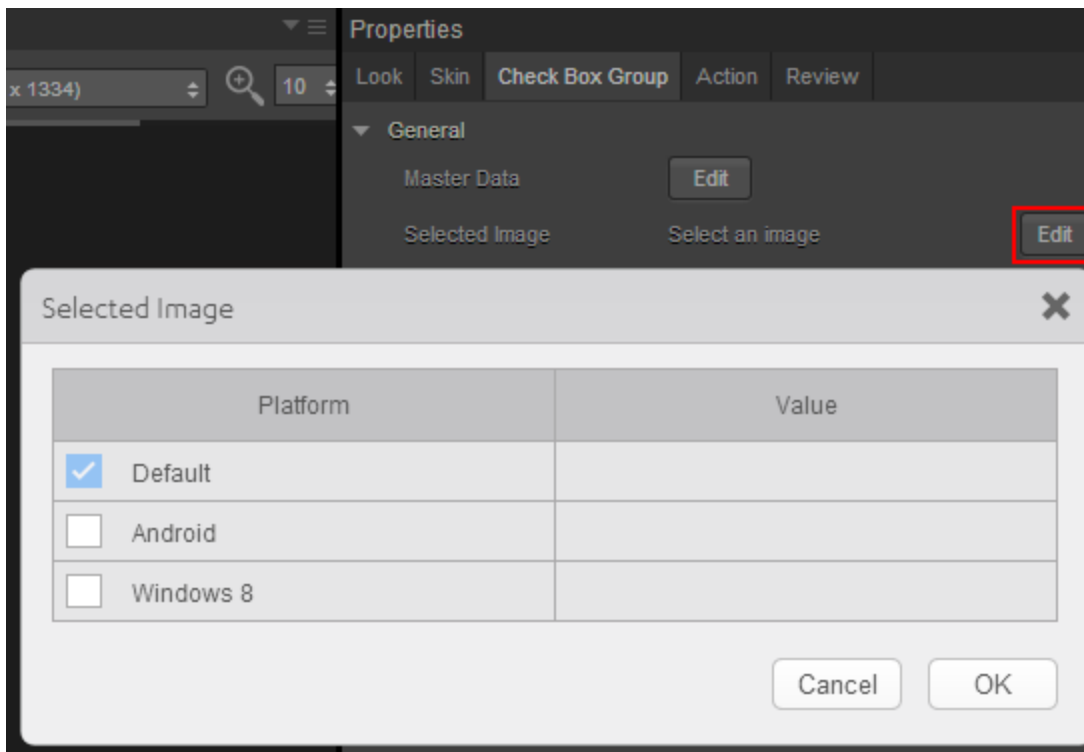 Properties
x 1334)
10
Look Skin Check Box Group Action Review
General
Master Data Edit
Selected Image Select an image Edit
Selected Image
Platform Value
Default
Android
Windows 8
Cancel OK